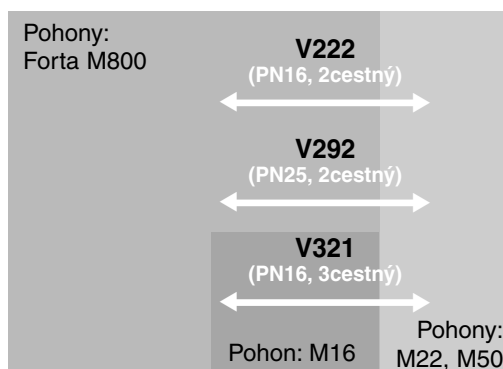 Pohony:
Forta M800
V222
(PN16, 2cestný)
V292
(PN25, 2cestný)
V321
(PN16, 3cestný)
Pohon: M16
Pohony:
M22, M50